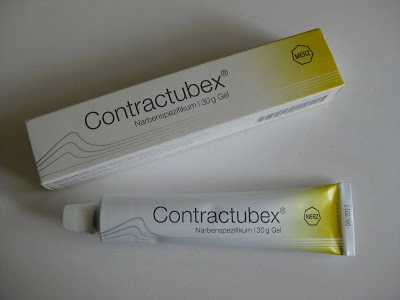 Contractubex®
Narbenspezifikum | 30 g Gel
MERZ
Contractubex®
Narbenspezifikum | 30 g Gel
MERZ